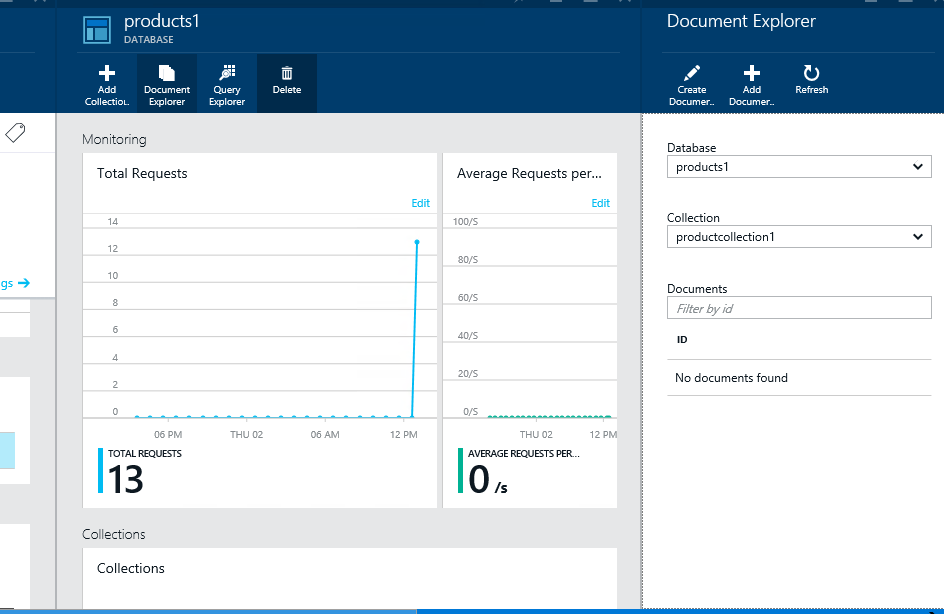 products1
DATABASE
Add
Collectio..
Document
Explorer
Query
Explorer
Delete
gs →
Monitoring
Total Requests
Edit
14
12
10
8
6
4
2
0
06 PM
THU 02
06 AM
12 PM
TOTAL REQUESTS
13
Average Requests per...
Edit
100/S
80/S
60/S
40/S
20/S
0/S
THU 02
12 PM
AVERAGE REQUESTS PER...
0 /s
Collections
Collections
Document Explorer
Create
Documer..
Add
Documer..
Refresh
Database
products1
Collection
productcollection1
Documents
Filter by id
ID
No documents found